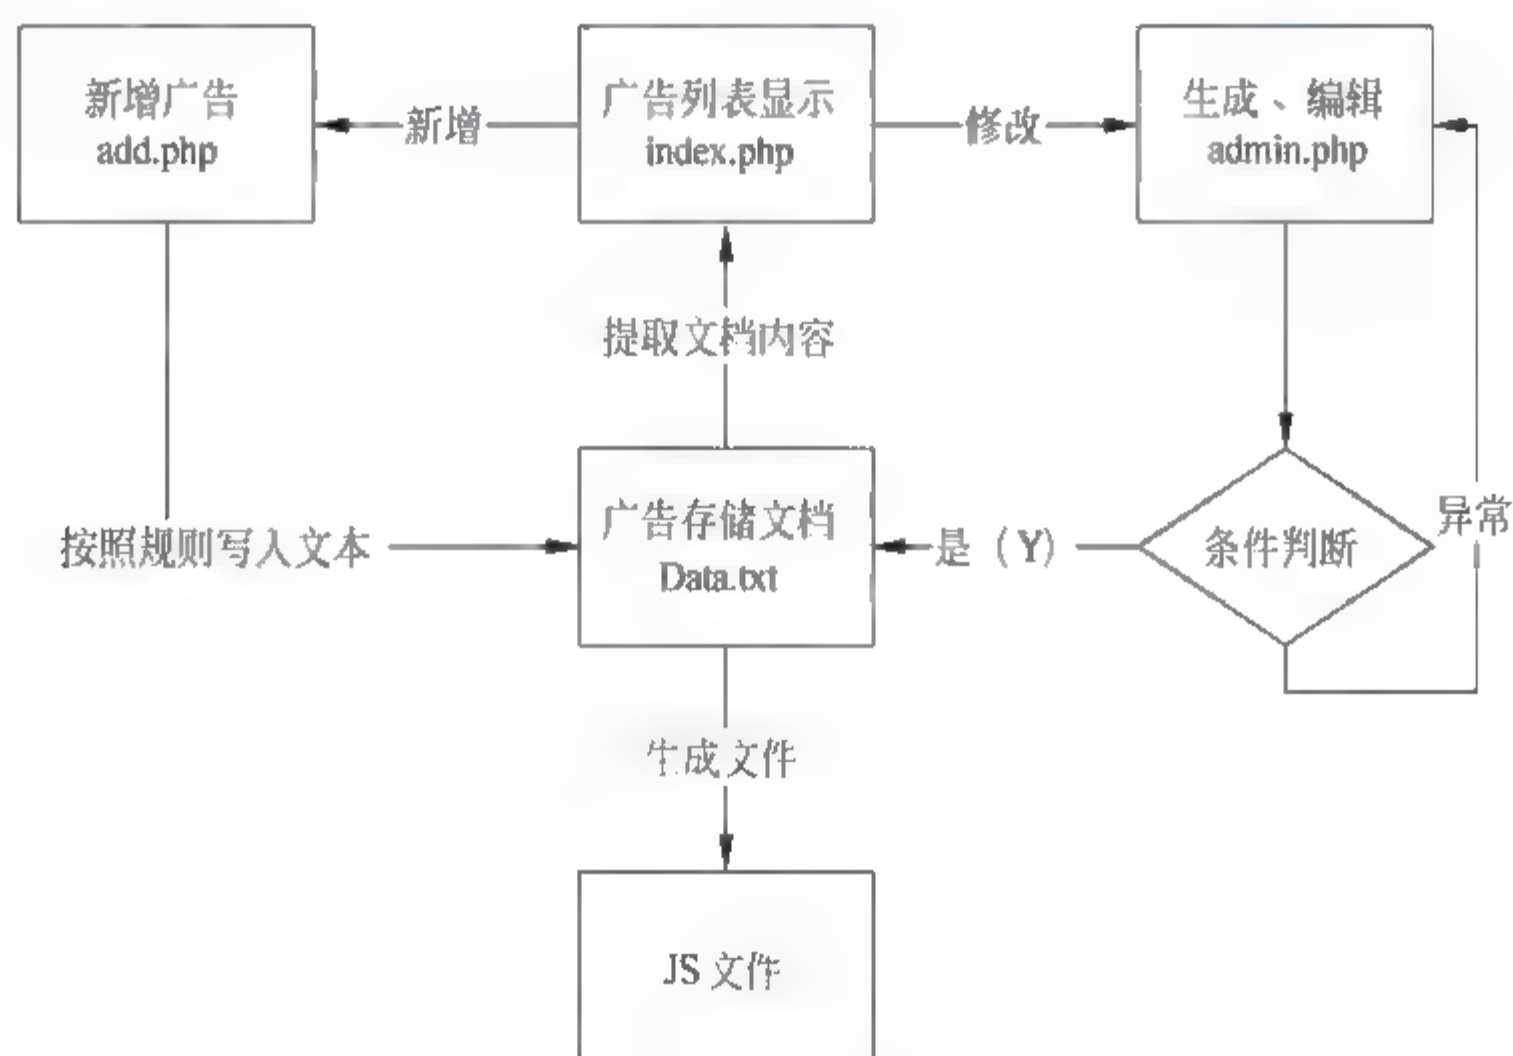 新增广告
add.php
新增
广告列表显示
index.php
修改
生成、编辑
admin.php
提取文档内容
按照规则写入文本
广告存储文档
Data.txt
是（Y）
条件判断
异常
生成文件
JS 文件